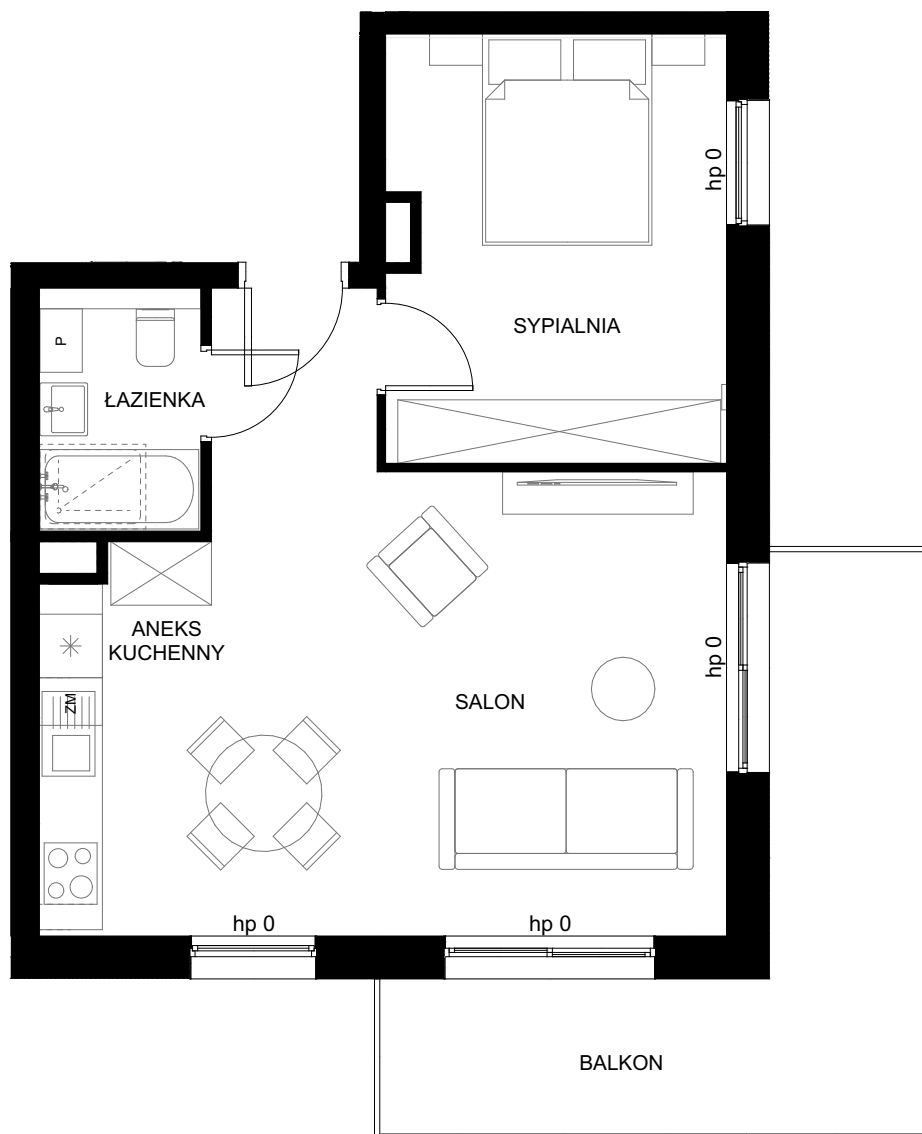 hp 0
SYPIALNIA
P
ŁAZIENKA
ANEKS
KUCHENNY
hp 0
ZM
SALON
hp 0
hp 0
BALKON